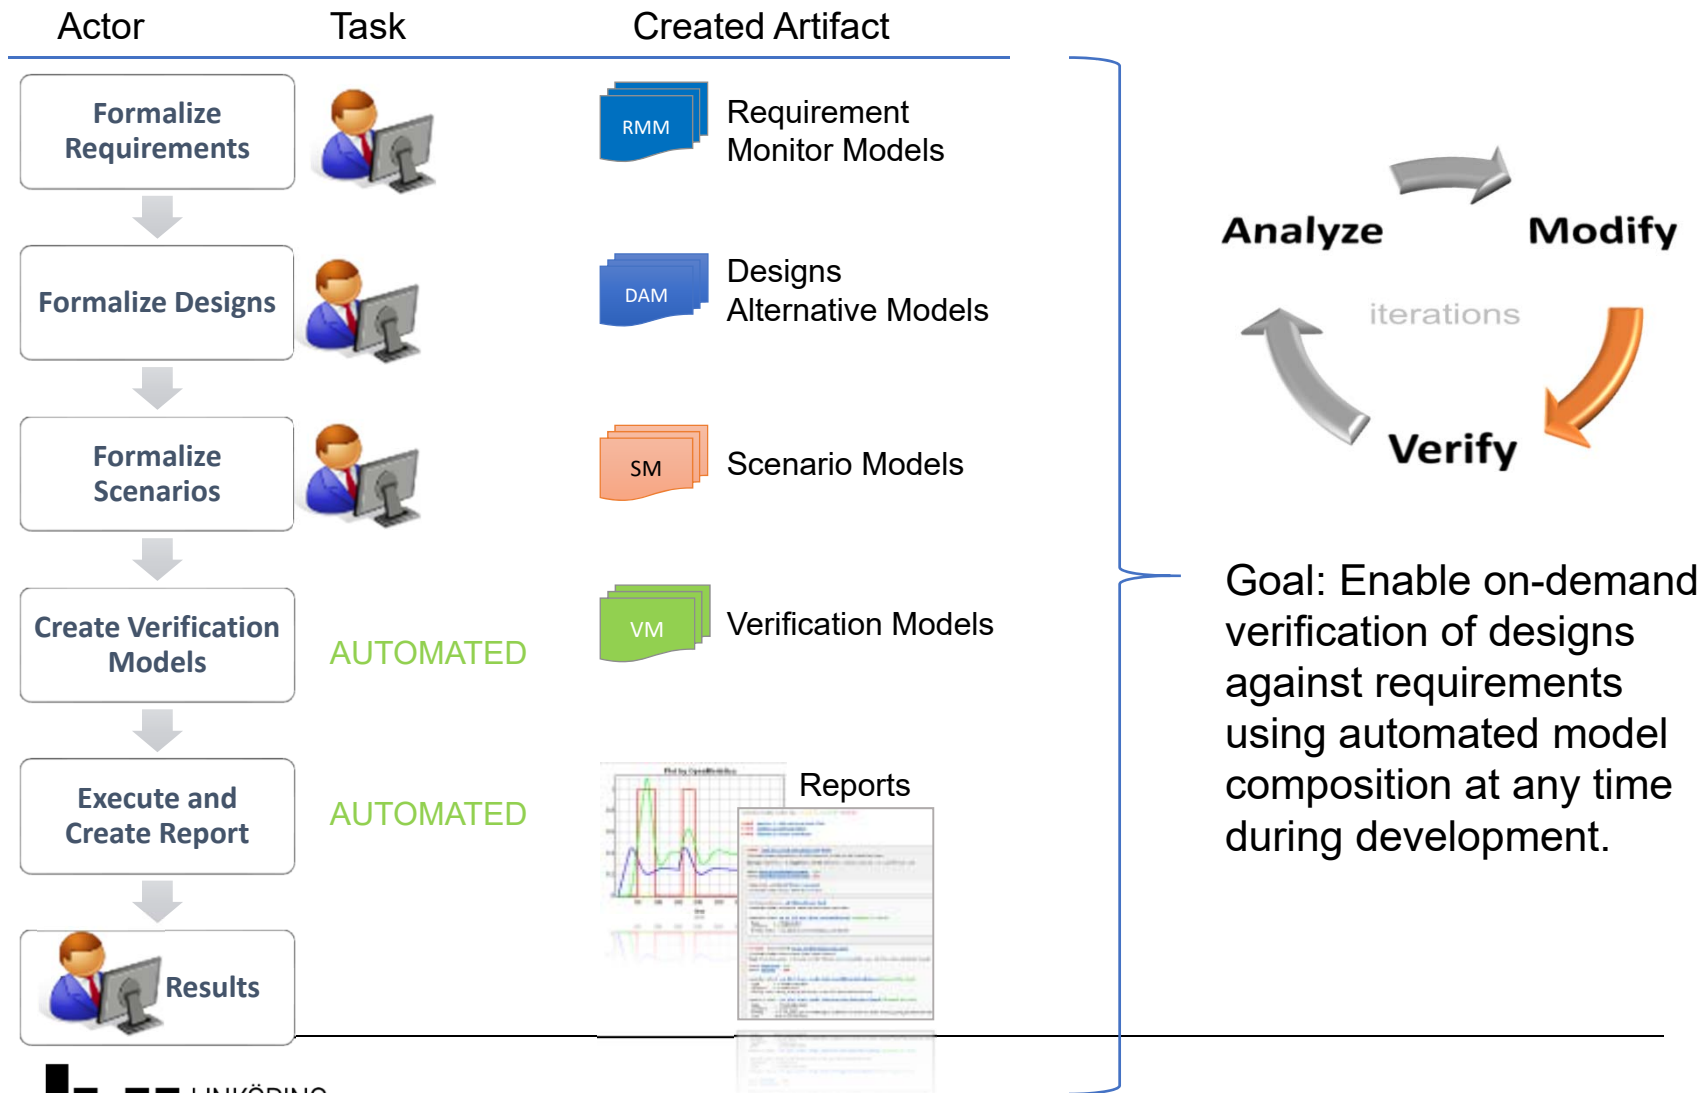 Actor Task Created Artifact
Formalize
Requirements
RMM
Requirement
Monitor Models
Formalize Designs
DAM
Designs
Alternative Models
Formalize
Scenarios
SM
Scenario Models
Create Verification
Models
AUTOMATED
VM
Verification Models
Execute and
Create Report
AUTOMATED
Reports
Results
Analyze
Modify
iterations
Verify
Goal: Enable on-demand
verification of designs
against requirements
using automated model
composition at any time
during development.
LINKÖPING